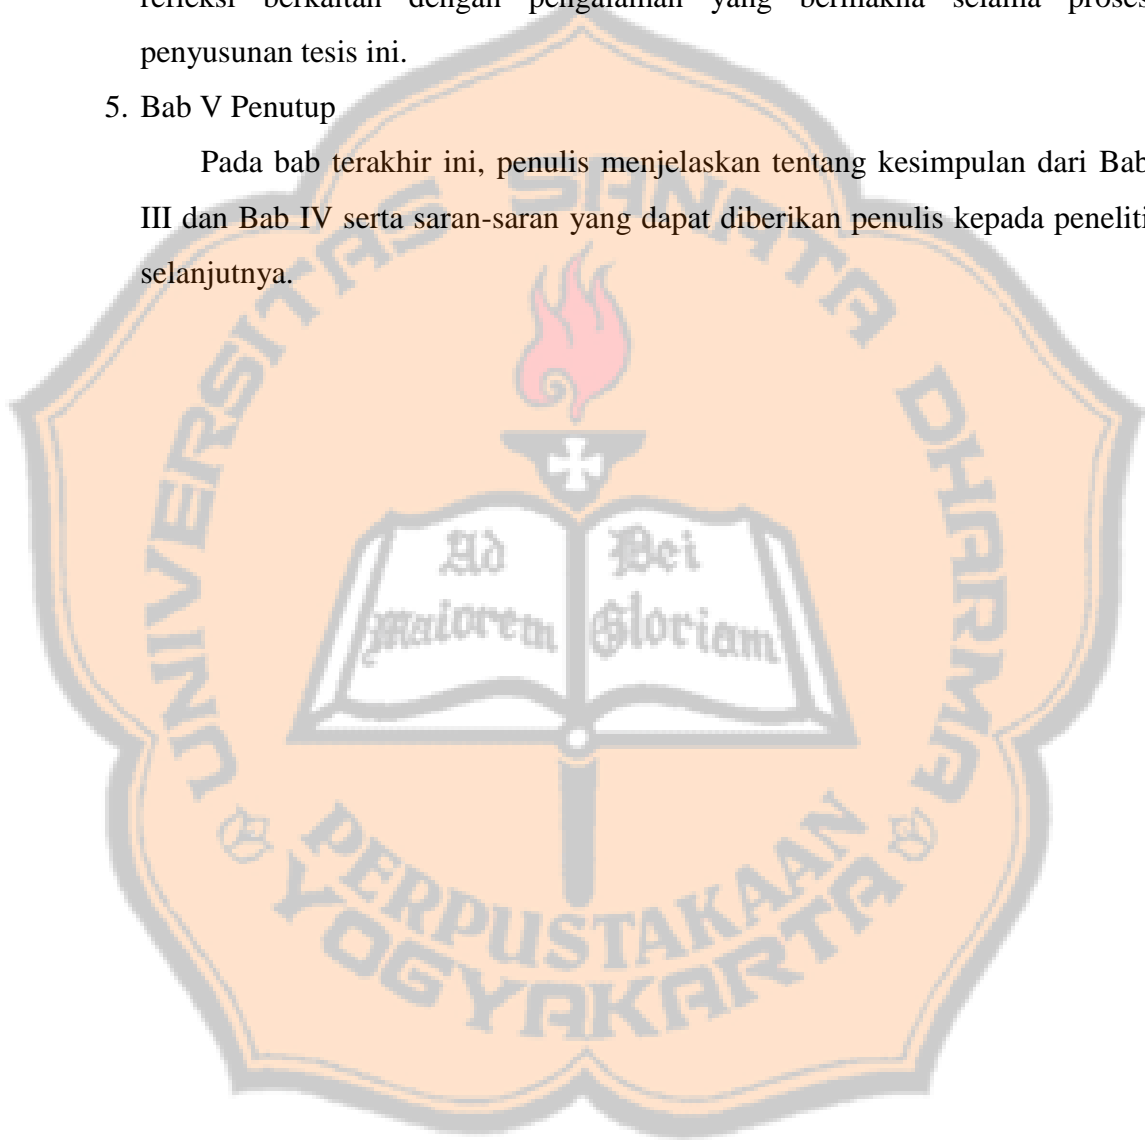 refleksi berkaitan dengan pengalaman yang bermakna selama proses
penyusunan tesis ini.
5. Bab V Penutup
Pada bab terakhir ini, penulis menjelaskan tentang kesimpulan dari Bab
III dan Bab IV serta saran-saran yang dapat diberikan penulis kepada peneliti
selanjutnya.
UNIVERSITAS SANATA DHARMA
Ad Dei
Maiorem Gloriam
PERPUSTAKAAN
YOGYAKARTA